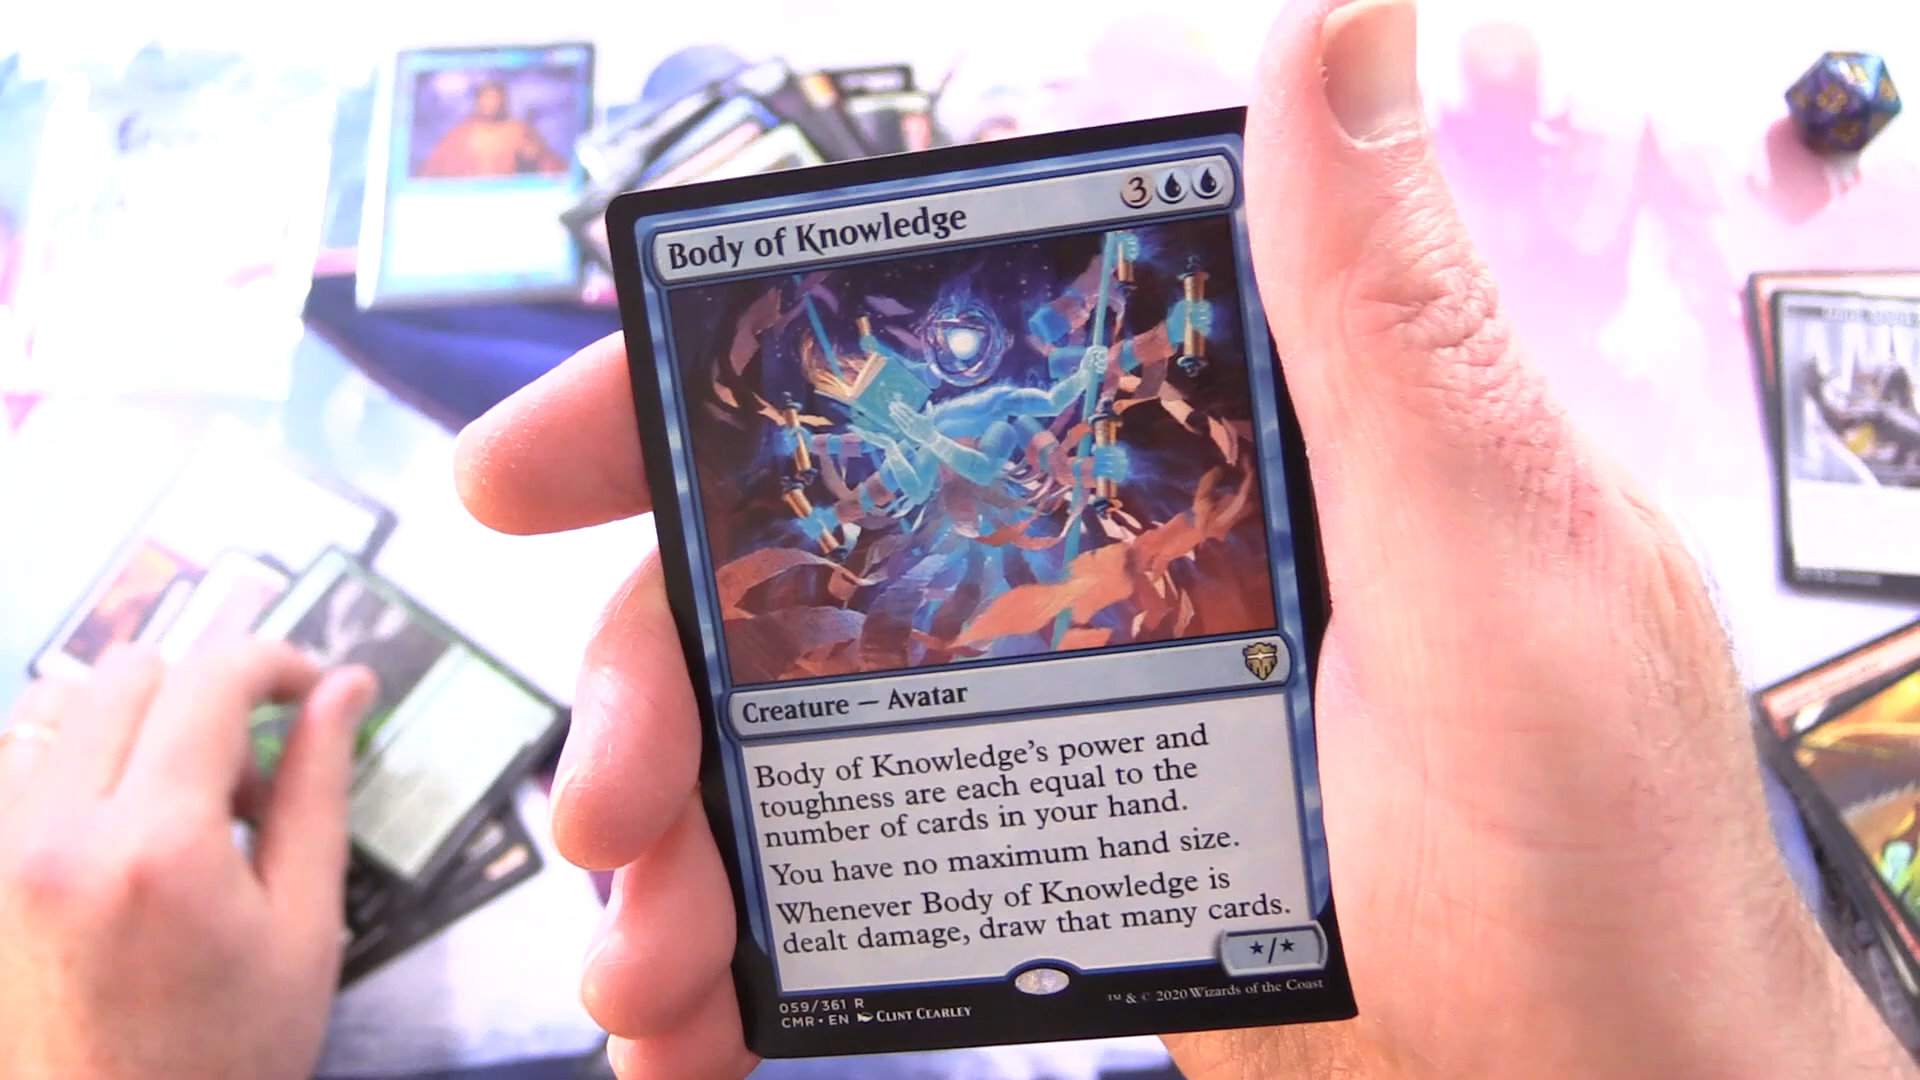 Body of Knowledge 3
Creature — Avatar
Body of Knowledge's power and
toughness are each equal to the
number of cards in your hand.
You have no maximum hand size.
Whenever Body of Knowledge is
dealt damage, draw that many cards.
★/★
059/361 R
CMR • EN CLINT CEARLEY
™ & © 2020 Wizards of the Coast